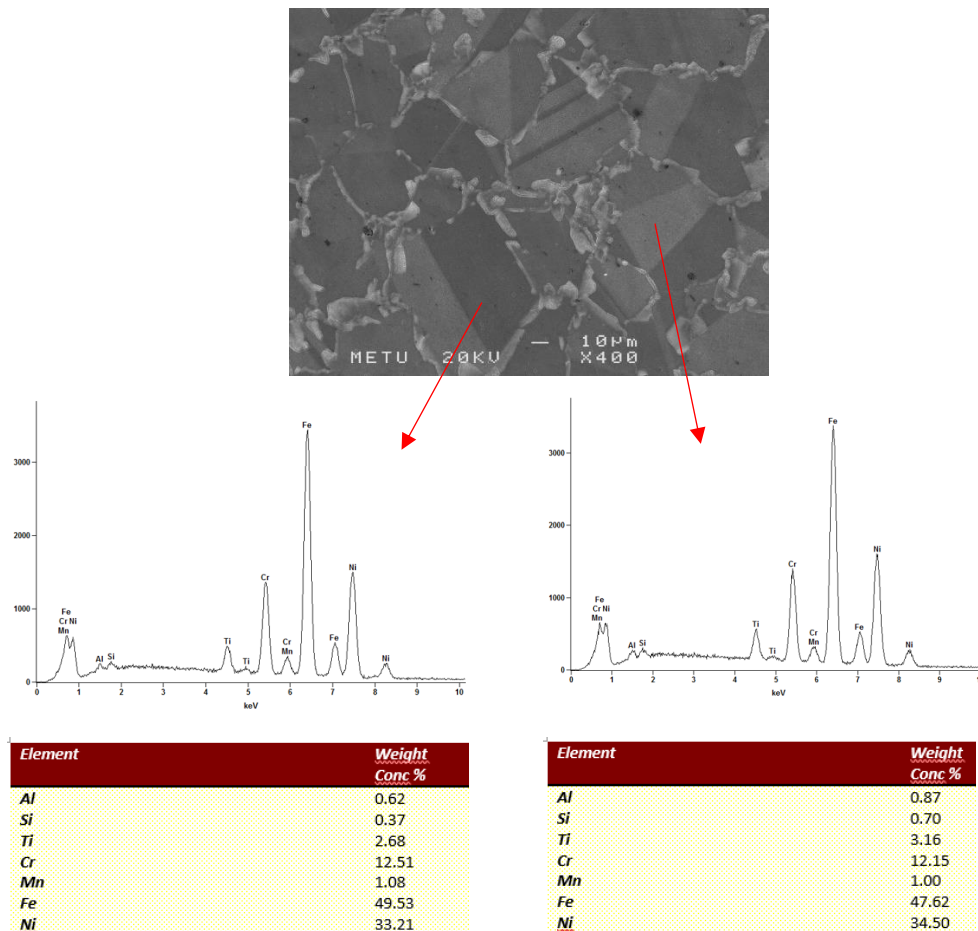 METU 20KV 10μm
X400
Fe
3000
2000
Cr
Ni
1000
Fe
Cr Ni
Mn
Al
Si
Ti
Ti
Cr
Mn
Fe
Ni
0
0 1 2 3 4 5 6 7 8 9 10
keV
Fe
3000
2000
Cr
Ni
1000
Fe
Cr Ni
Mn
Al
Si
Ti
Ti
Cr
Mn
Fe
Ni
0
0 1 2 3 4 5 6 7 8 9
keV
Element Weight
Conc %
Al 0.62
Si 0.37
Ti 2.68
Cr 12.51
Mn 1.08
Fe 49.53
Ni 33.21
Element Weight
Conc %
Al 0.87
Si 0.70
Ti 3.16
Cr 12.15
Mn 1.00
Fe 47.62
Ni 34.50